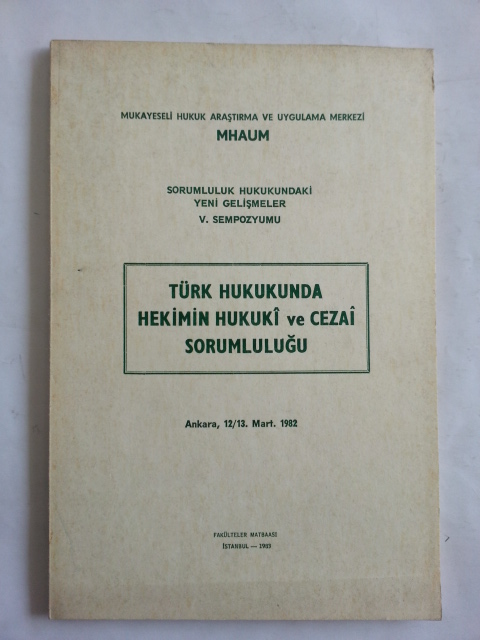 MUKAYESELİ HUKUK ARAŞTIRMA VE UYGULAMA MERKEZİ
MHAUM
SORUMLULUK HUKUKUNDAKİ
YENİ GELİŞMELER
V. SEMPOZYUMU
TÜRK HUKUKUNDA
HEKİMİN HUKUKÎ ve CEZAÎ
SORUMLULUĞU
Ankara, 12/13. Mart. 1982
FAKÜLTELER MATBAASI
İSTANBUL —